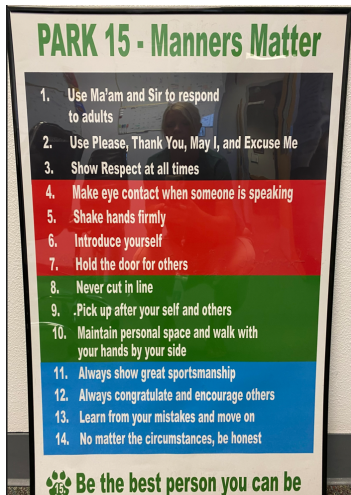 PARK 15 - Manners Matter
1. Use Ma'am and Sir to respond
to adults
2. Use Please, Thank You, May I, and Excuse Me
3. Show Respect at all times
4. Make eye contact when someone is speaking
5. Shake hands firmly
6. Introduce yourself
7. Hold the door for others
8. Never cut in line
9. .Pick up after your self and others
10. Maintain personal space and walk with
your hands by your side
11. Always show great sportsmanship
12. Always congratulate and encourage others
13. Learn from your mistakes and move on
14. No matter the circumstances, be honest
15 Be the best person you can be